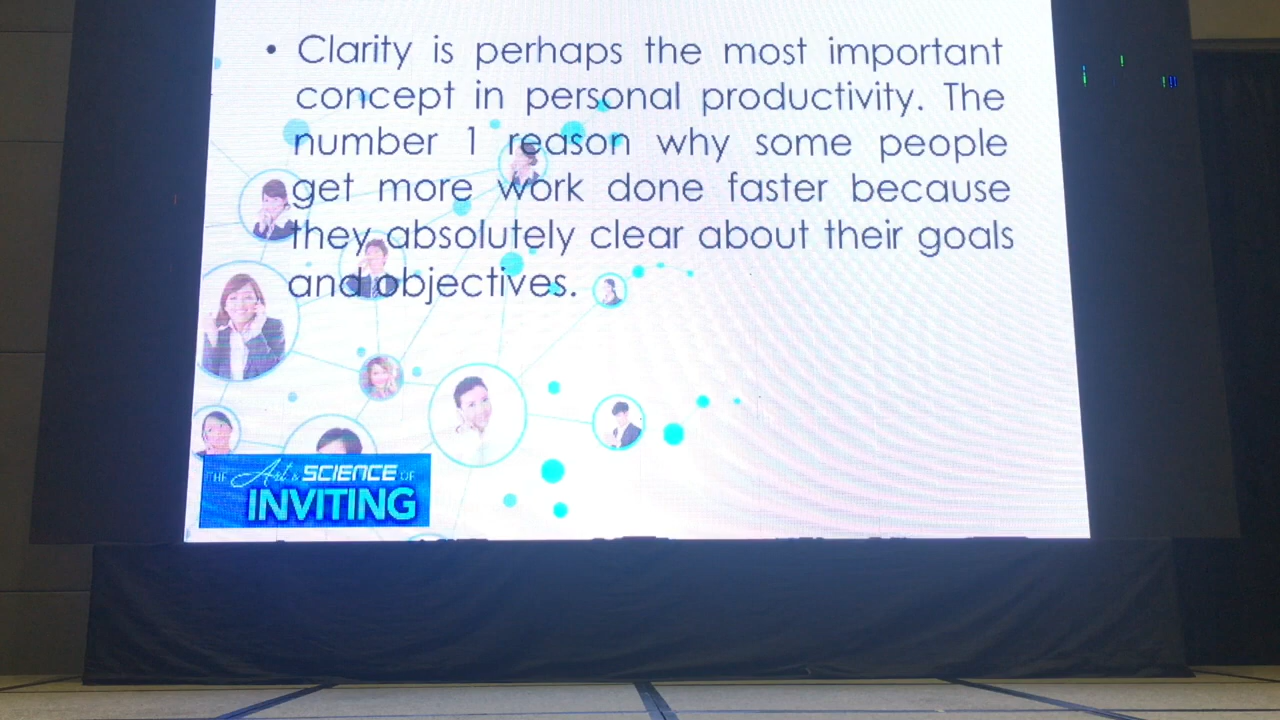 • Clarity is perhaps the most important
concept in personal productivity. The
number 1 reason why some people
get more work done faster because
they absolutely clear about their goals
and objectives.
THE Art & SCIENCE OF
INVITING